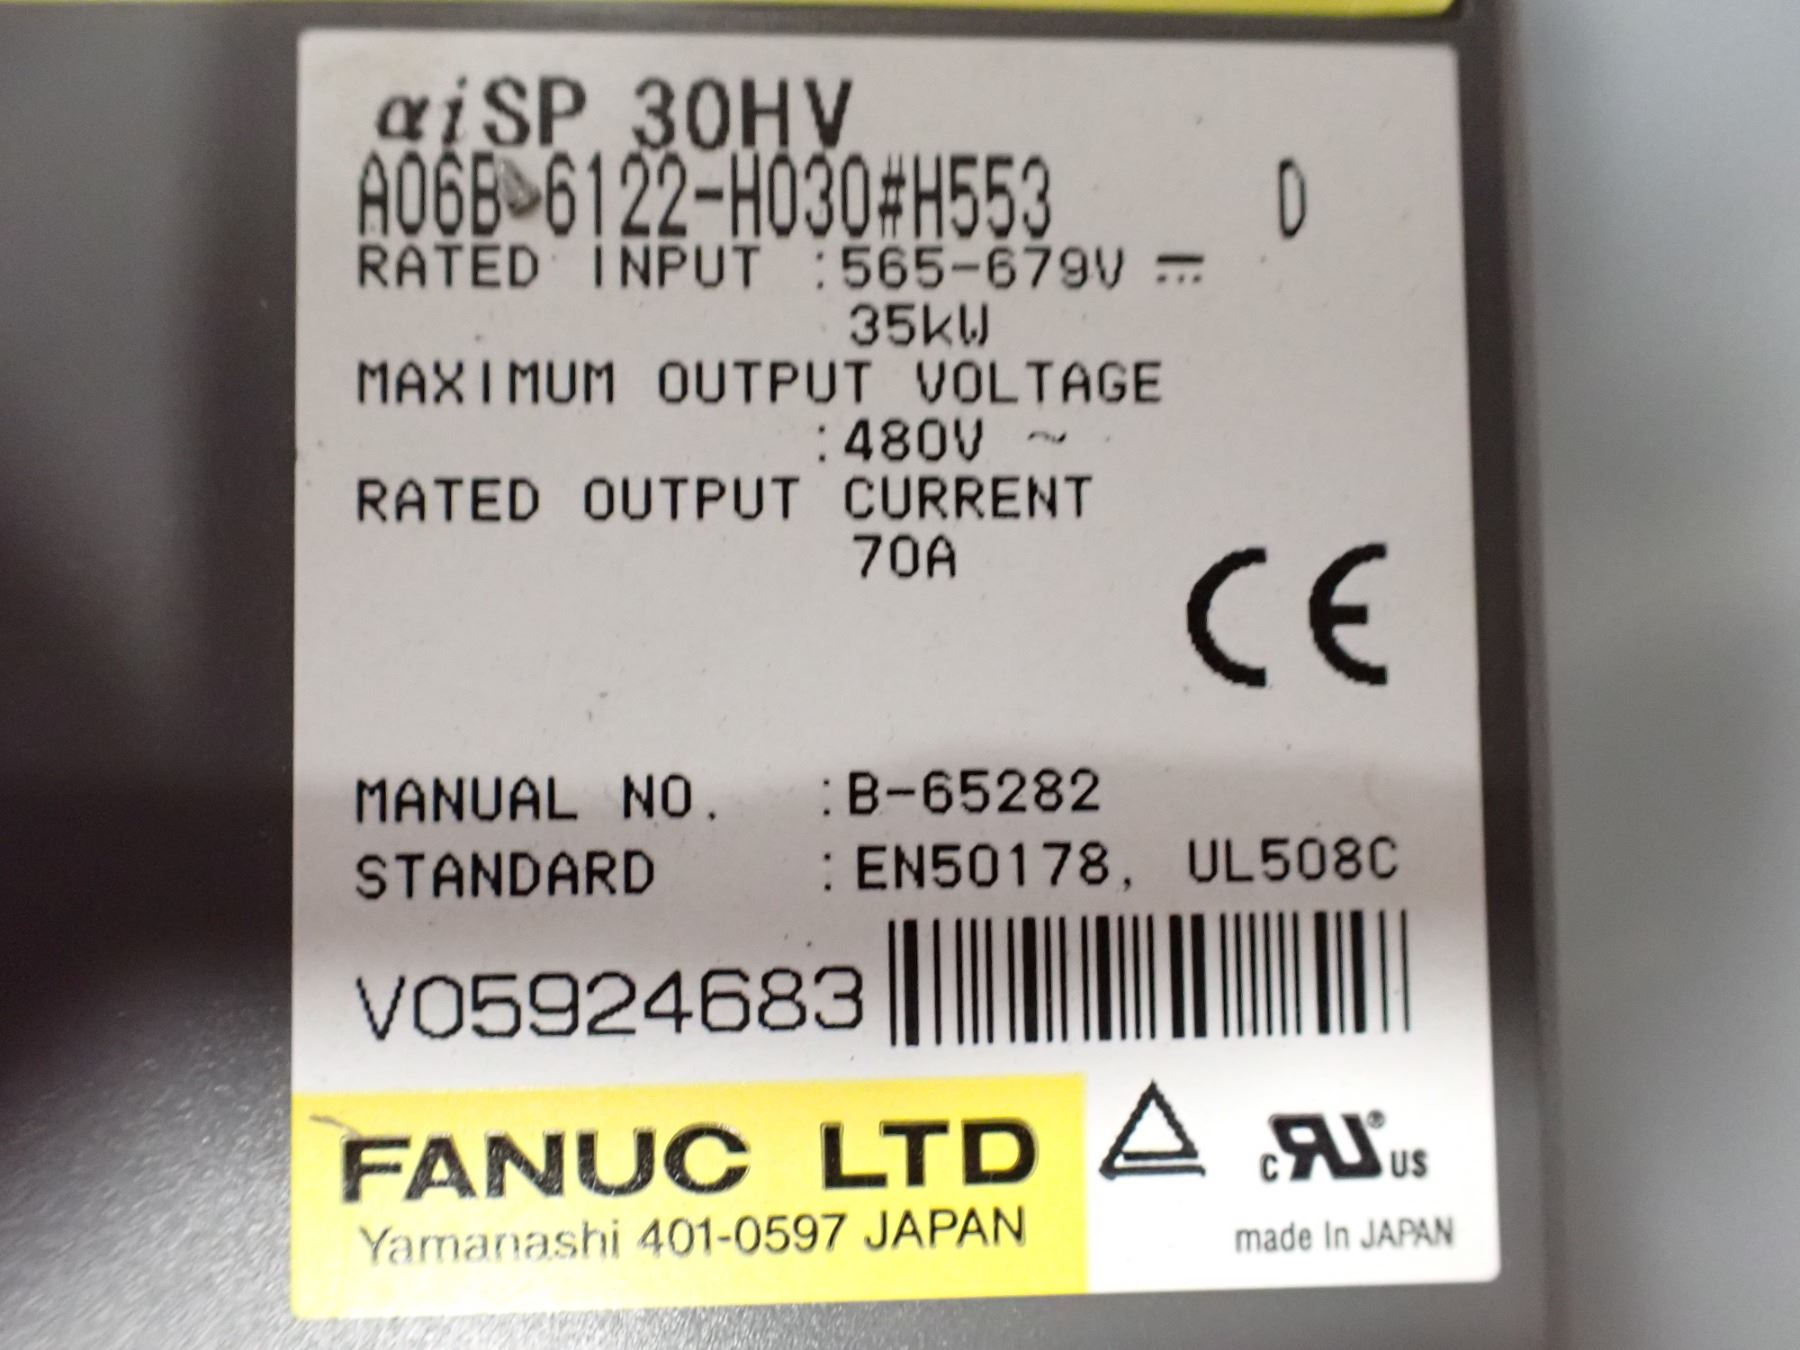 αiSP 30HV
A06B-6122-H030#H553 D
RATED INPUT :565-679V ⎓
35kW
MAXIMUM OUTPUT VOLTAGE
:480V ~
RATED OUTPUT CURRENT
70A
CE
MANUAL NO. :B-65282
STANDARD :EN50178, UL508C
V05924683
FANUC LTD
Yamanashi 401-0597 JAPAN
c RU® US
made in JAPAN